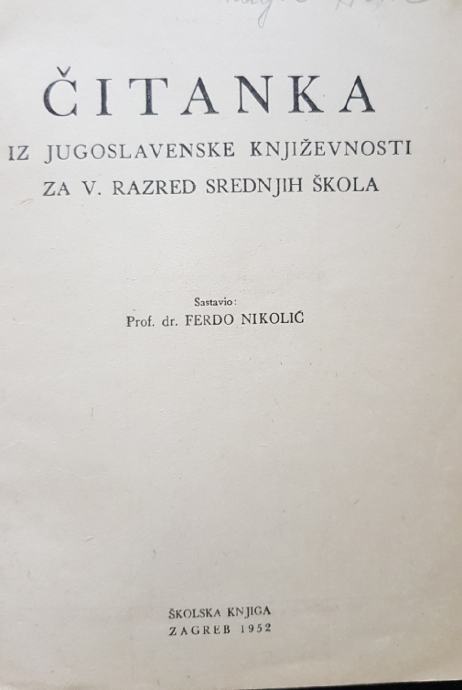 ČITANKA
IZ JUGOSLAVENSKE KNJIŽEVNOSTI
ZA V. RAZRED SREDNJIH ŠKOLA
Sastavio:
Prof. dr. FERDO NIKOLIĆ
ŠKOLSKA KNJIGA
ZAGREB 1952